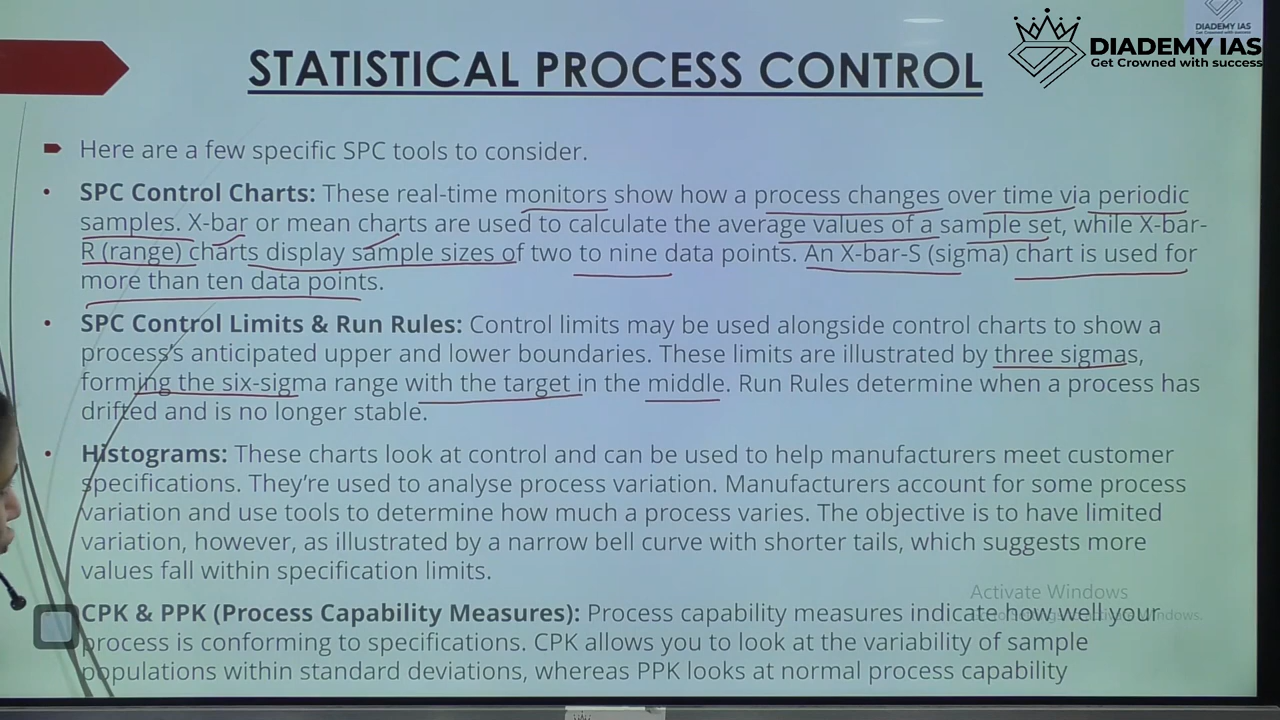 DIADEMY IAS
DIADEMY IAS
Get Crowned with success
STATISTICAL PROCESS CONTROL
Here are a few specific SPC tools to consider.
• SPC Control Charts: These real-time monitors show how a process changes over time via periodic
samples. X-bar or mean charts are used to calculate the average values of a sample set, while X-bar-
R (range) charts display sample sizes of two to nine data points. An X-bar-S (sigma) chart is used for
more than ten data points.
• SPC Control Limits & Run Rules: Control limits may be used alongside control charts to show a
process's anticipated upper and lower boundaries. These limits are illustrated by three sigmas,
forming the six-sigma range with the target in the middle. Run Rules determine when a process has
drifted and is no longer stable.
• Histograms: These charts look at control and can be used to help manufacturers meet customer
specifications. They're used to analyse process variation. Manufacturers account for some process
variation and use tools to determine how much a process varies. The objective is to have limited
variation, however, as illustrated by a narrow bell curve with shorter tails, which suggests more
values fall within specification limits.
Activate Windows
CPK & PPK (Process Capability Measures): Process capability measures indicate how well your
process is conforming to specifications. CPK allows you to look at the variability of sample
populations within standard deviations, whereas PPK looks at normal process capability